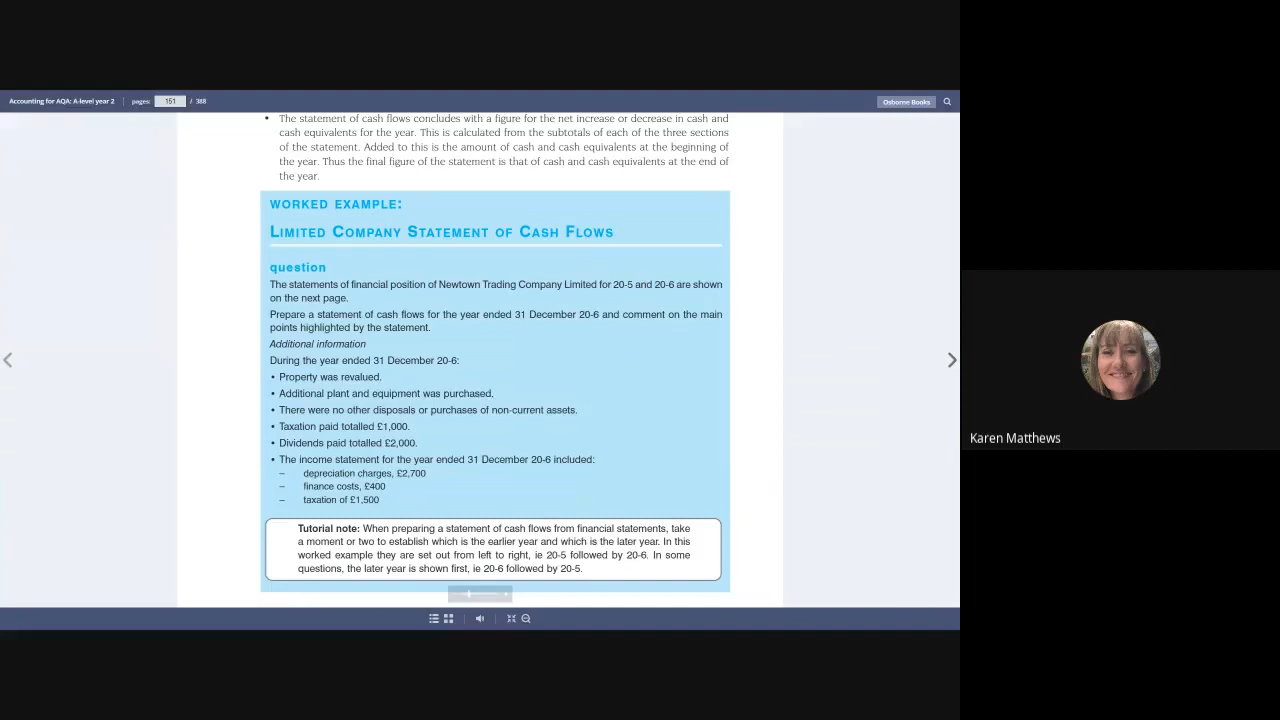 Accounting for AQA: A-level year 2
pages:
151
/ 388
Osborne Books
• The statement of cash flows concludes with a figure for the net increase or decrease in cash and
cash equivalents for the year. This is calculated from the subtotals of each of the three sections
of the statement. Added to this is the amount of cash and cash equivalents at the beginning of
the year. Thus the final figure of the statement is that of cash and cash equivalents at the end of
the year.
WORKED EXAMPLE:
LIMITED COMPANY STATEMENT OF CASH FLOWS
question
The statements of financial position of Newtown Trading Company Limited for 20-5 and 20-6 are shown
on the next page.
Prepare a statement of cash flows for the year ended 31 December 20-6 and comment on the main
points highlighted by the statement.
Additional information
During the year ended 31 December 20-6:
• Property was revalued.
• Additional plant and equipment was purchased.
• There were no other disposals or purchases of non-current assets.
• Taxation paid totalled £1,000.
• Dividends paid totalled £2,000.
• The income statement for the year ended 31 December 20-6 included:
– depreciation charges, £2,700
– finance costs, £400
– taxation of £1,500
Tutorial note: When preparing a statement of cash flows from financial statements, take
a moment or two to establish which is the earlier year and which is the later year. In this
worked example they are set out from left to right, ie 20-5 followed by 20-6. In some
questions, the later year is shown first, ie 20-6 followed by 20-5.
Karen Matthews